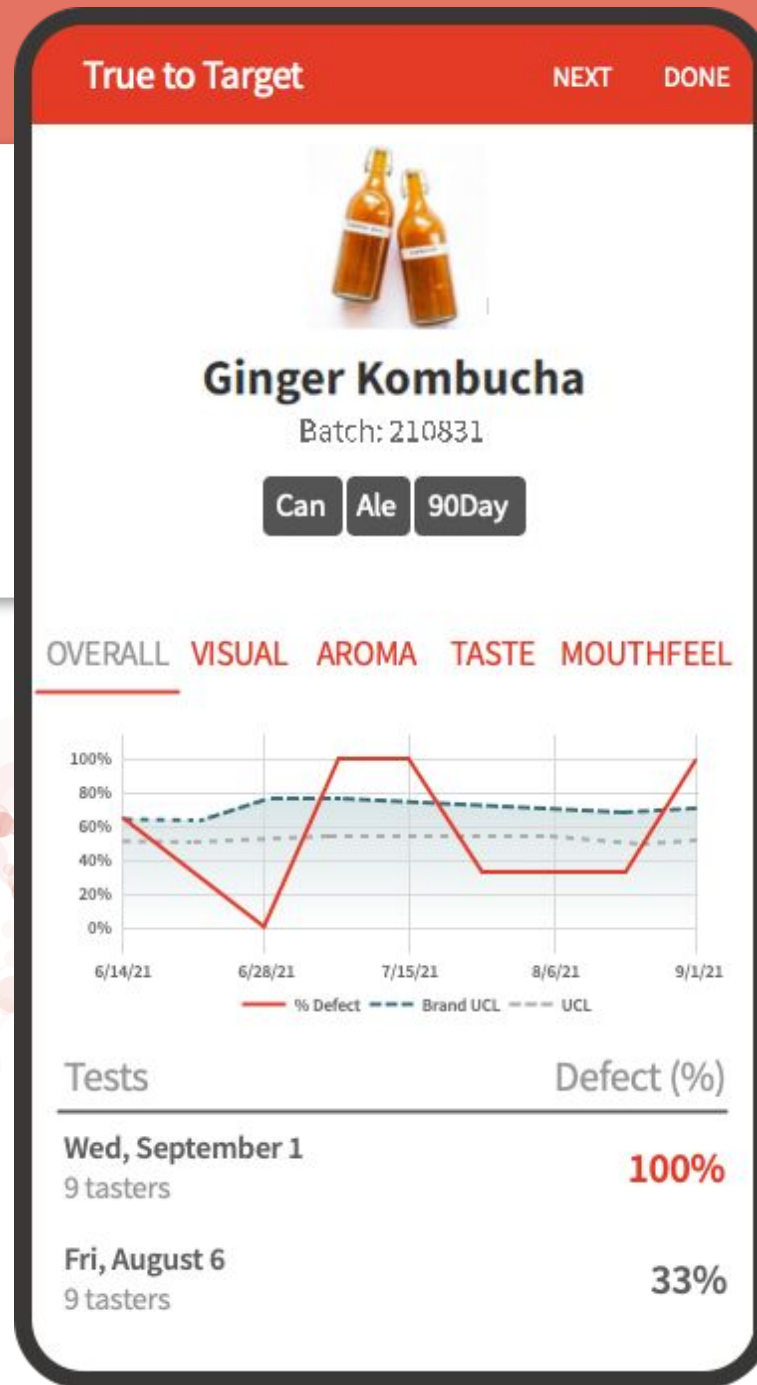 True to Target NEXT DONE
Ginger Kombucha
Batch: 210831
Can Ale 90Day
OVERALL VISUAL AROMA TASTE MOUTHFEEL
100%
80%
60%
40%
20%
0%
6/14/21 6/28/21 7/15/21 8/6/21 9/1/21
% Defect Brand UCL UCL
Tests Defect (%)
Wed, September 1
100%
9 tasters
Fri, August 6
33%
9 tasters